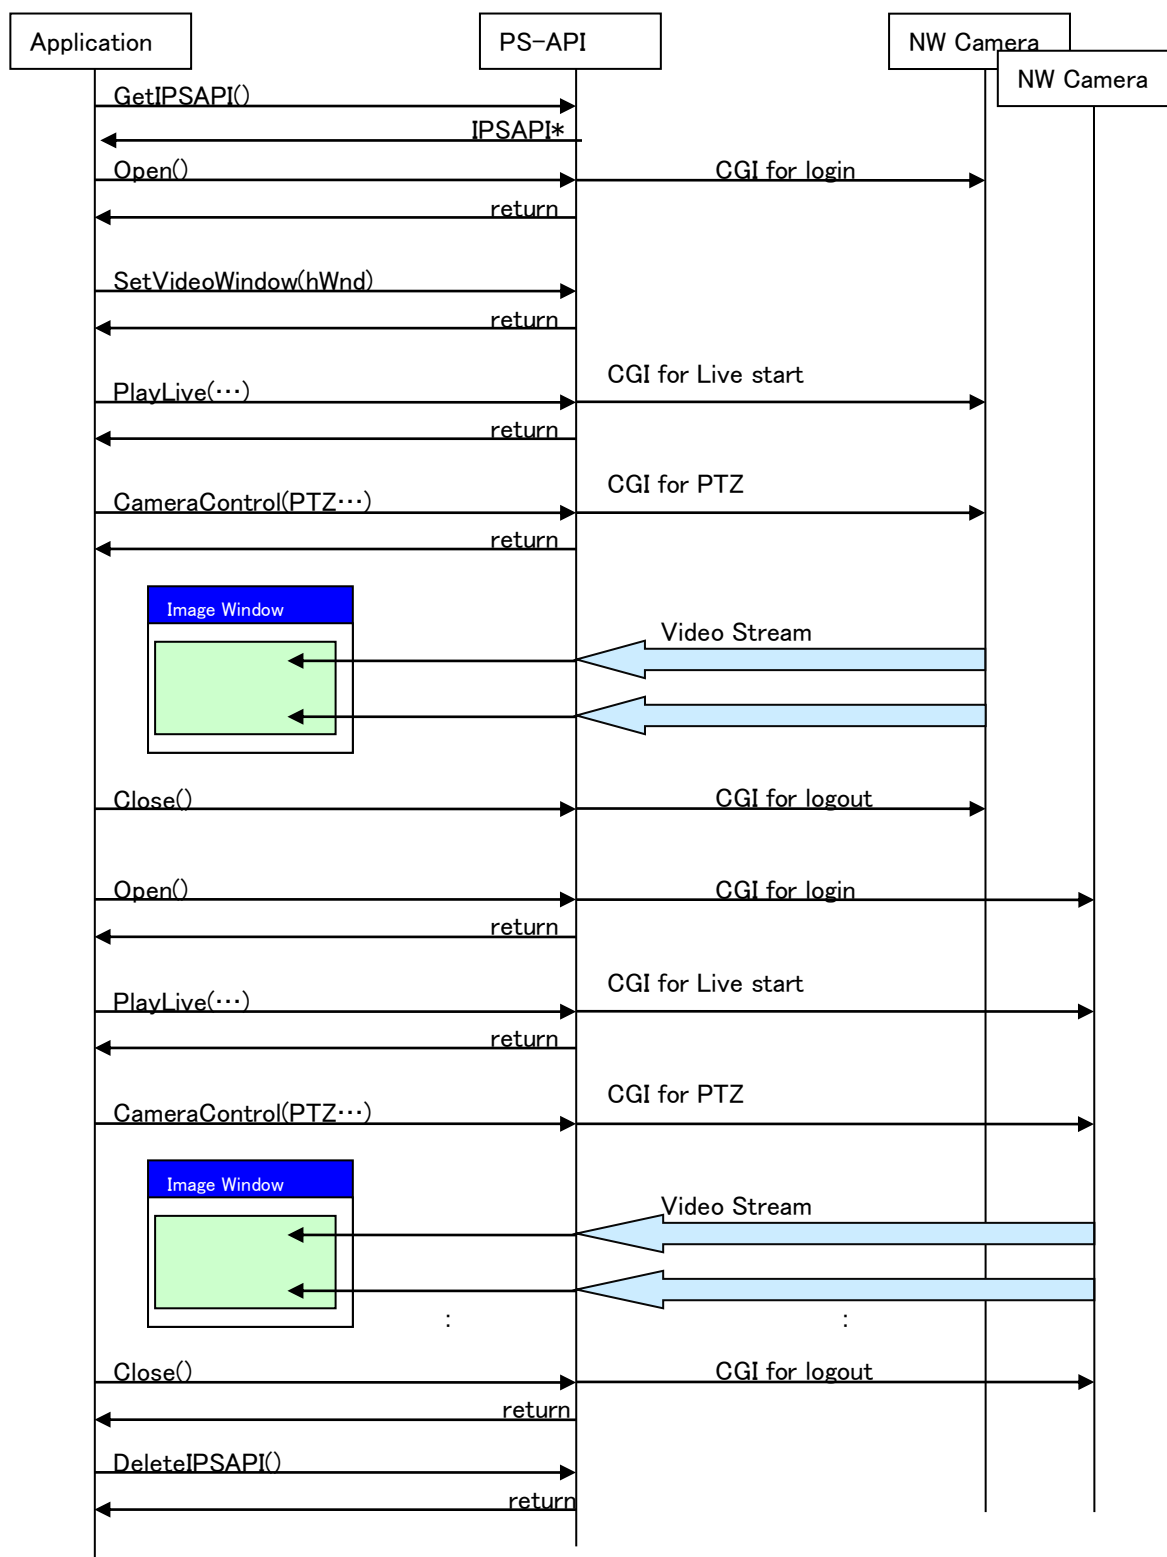 Application
PS-API
NW Camera
NW Camera
GetIPSAPI()
IPSAPI*
Open()
CGI for login
return
SetVideoWindow(hWnd)
return
CGI for Live start
PlayLive(···)
return
CGI for PTZ
CameraControl(PTZ···)
return
Image Window
Video Stream
Close()
CGI for logout
Open()
CGI for login
return
CGI for Live start
PlayLive(···)
return
CGI for PTZ
CameraControl(PTZ···)
Image Window
Video Stream
:
:
Close()
CGI for logout
return
DeleteIPSAPI()
return